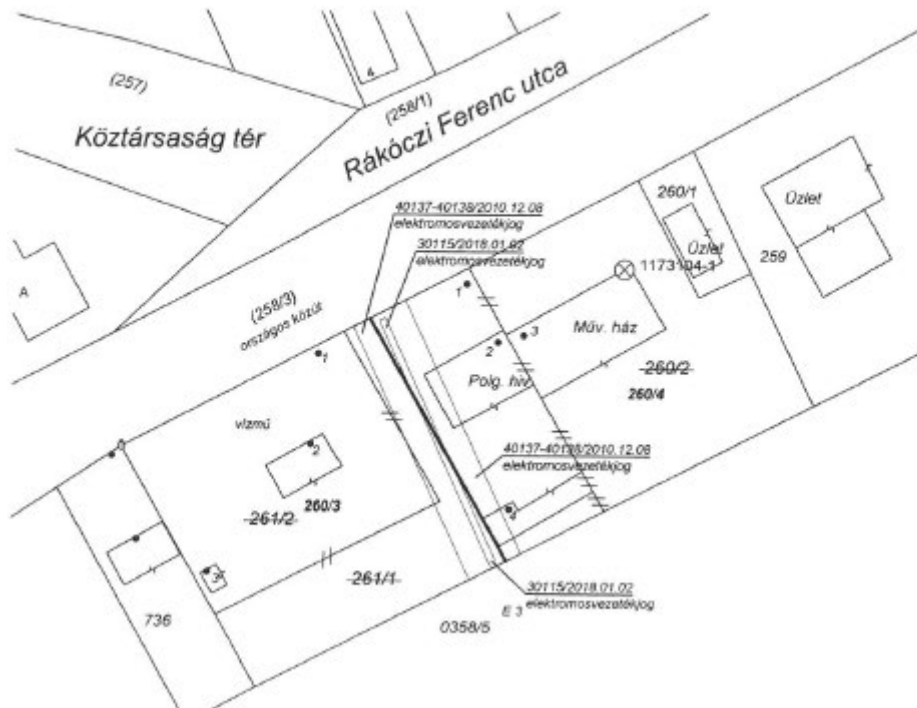 4
(257)
(258/1)
Köztársaság tér
Rákóczi Ferenc utca
260/1
Üzlet
Üzlet
40137-40138/2010.12.08
elektromosvezetékjog
30115/2018.01.02
elektromosvezetékjog
1173104-1
259
A
(258/3)
országos közút
1
1
2
3
Műv. ház
Polg. hiv.
260/2
260/4
vízmű
2
40137-40138/2010.12.08
elektromosvezetékjog
261/2
260/3
4
3
261/1
30115/2018.01.02
elektromosvezetékjog
E 3
736
0358/5